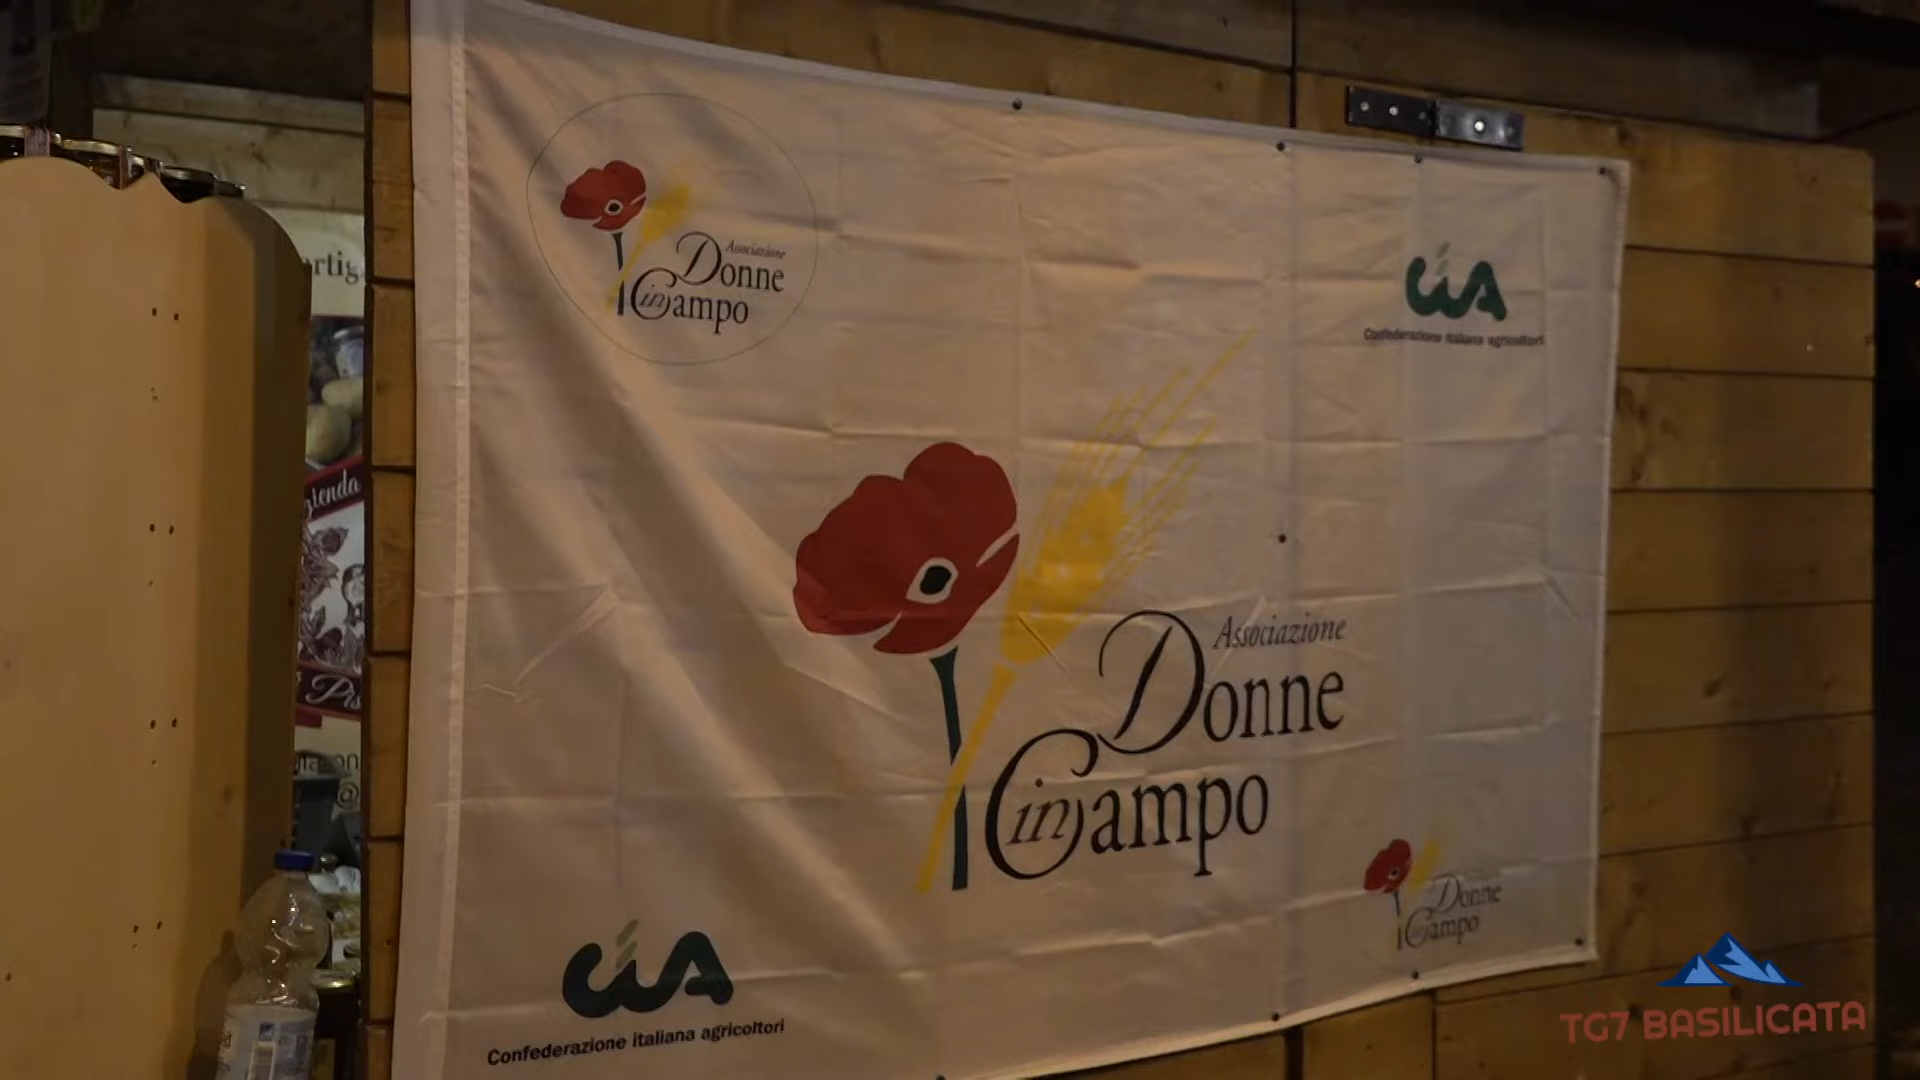 Associazione
Donne
in Campo
CIA
Confederazione italiana agricoltori
Associazione
Donne
in Campo
Donne
in Campo
CIA
Confederazione italiana agricoltori
TG7 BASILICATA